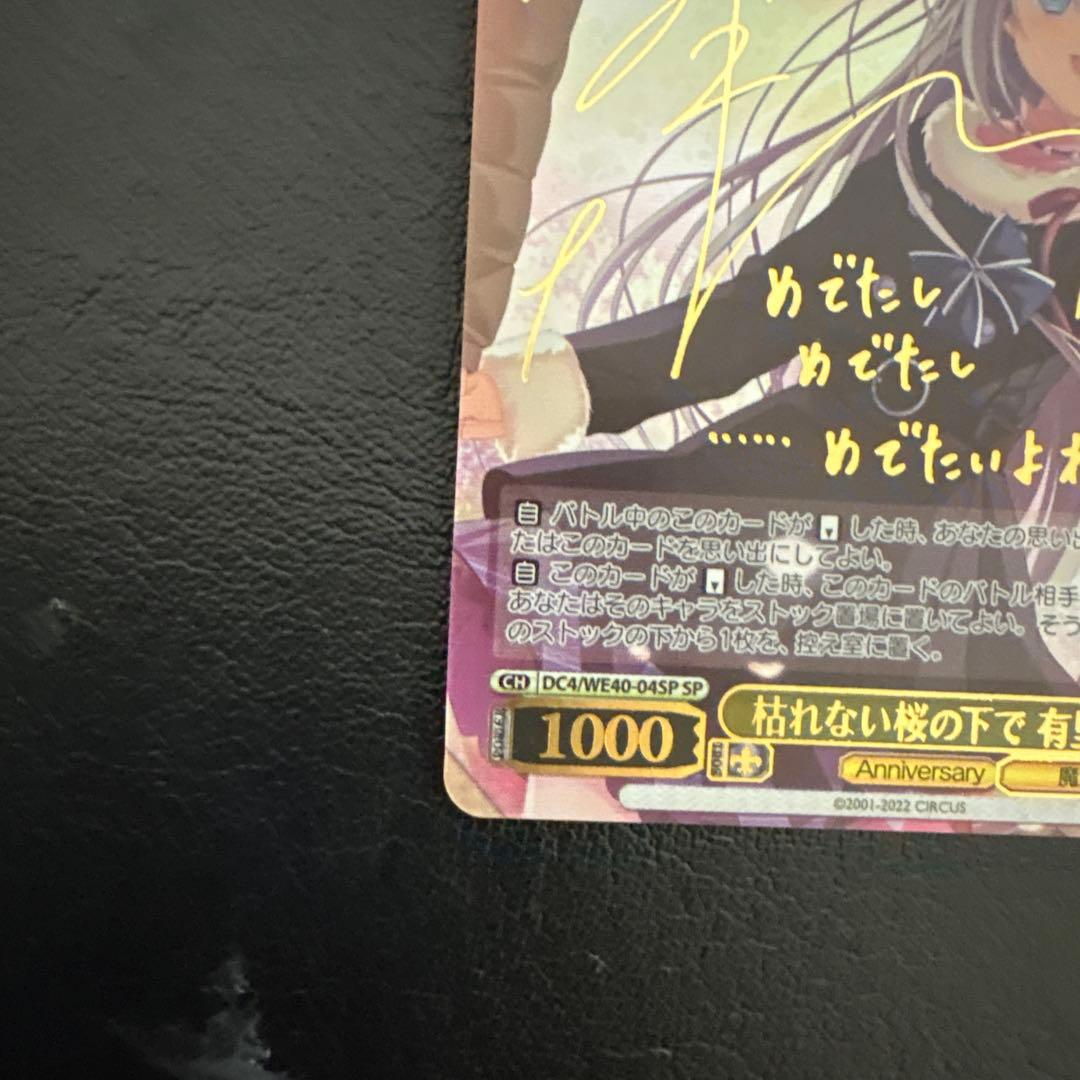 めでたし
めでたし
……めでたいよね
自 バトル中のこのカードが した時、あなたの思い出
たはこのカードを思い出にしてよい。
自 このカードが した時、このカードのバトル相手
あなたはそのキャラをストック置場に置いてよい。そう
のストックの下から1枚を、控え室に置く。
CH DC4/WE40-04SP SP
1000
枯れない桜の下で 有里
Anniversary 魔
©2001-2022 CIRCUS